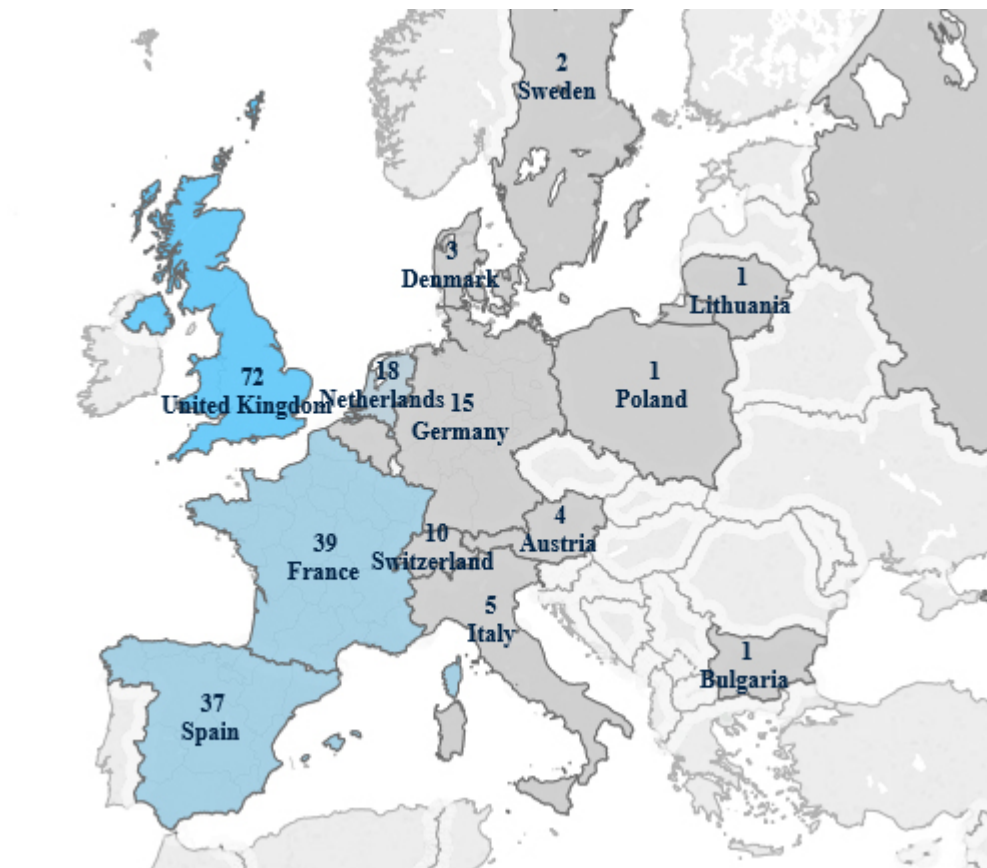 2
Sweden
3
Denmark
1
Lithuania
72
United Kingdom
18
Netherlands
15
Germany
1
Poland
39
France
10
Switzerland
4
Austria
5
Italy
1
Bulgaria
37
Spain